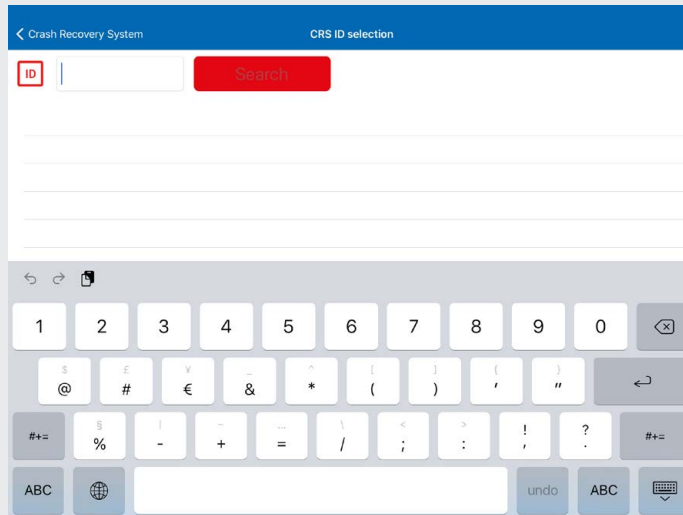 Crash Recovery System
CRS ID selection
ID
Search
1 2 3 4 5 6 7 8 9 0
$ £ ¥ _ ^ [ ] { }
@ # € & * ( ) ' "
§ | ~ … \ < > ! ?
#+= % - + = / ; : , . #+=
ABC undo ABC